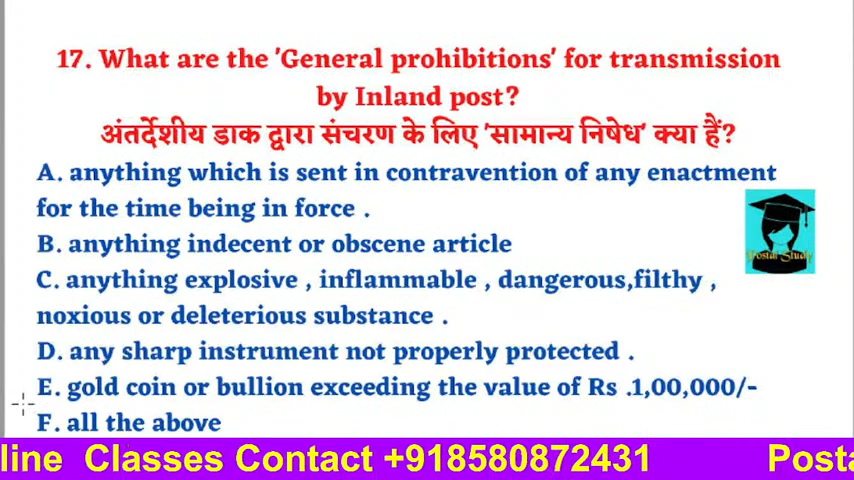 17. What are the 'General prohibitions' for transmission
by Inland post?
अंतर्देशीय डाक द्वारा संचरण के लिए 'सामान्य निषेध' क्या हैं?
A. anything which is sent in contravention of any enactment
for the time being in force .
B. anything indecent or obscene article
C. anything explosive , inflammable , dangerous,filthy ,
noxious or deleterious substance .
D. any sharp instrument not properly protected .
E. gold coin or bullion exceeding the value of Rs .1,00,000/-
F. all the above
Postal Study
line Classes Contact +918580872431 Posta